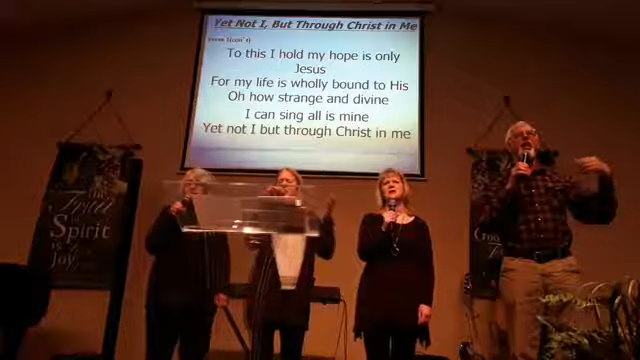 Yet Not I, But Through Christ in Me
To this I hold my hope is only
Jesus
For my life is wholly bound to His
Oh how strange and divine
I can sing all is mine
Yet not I but through Christ in me
Fruit
Spirit
is
Joy